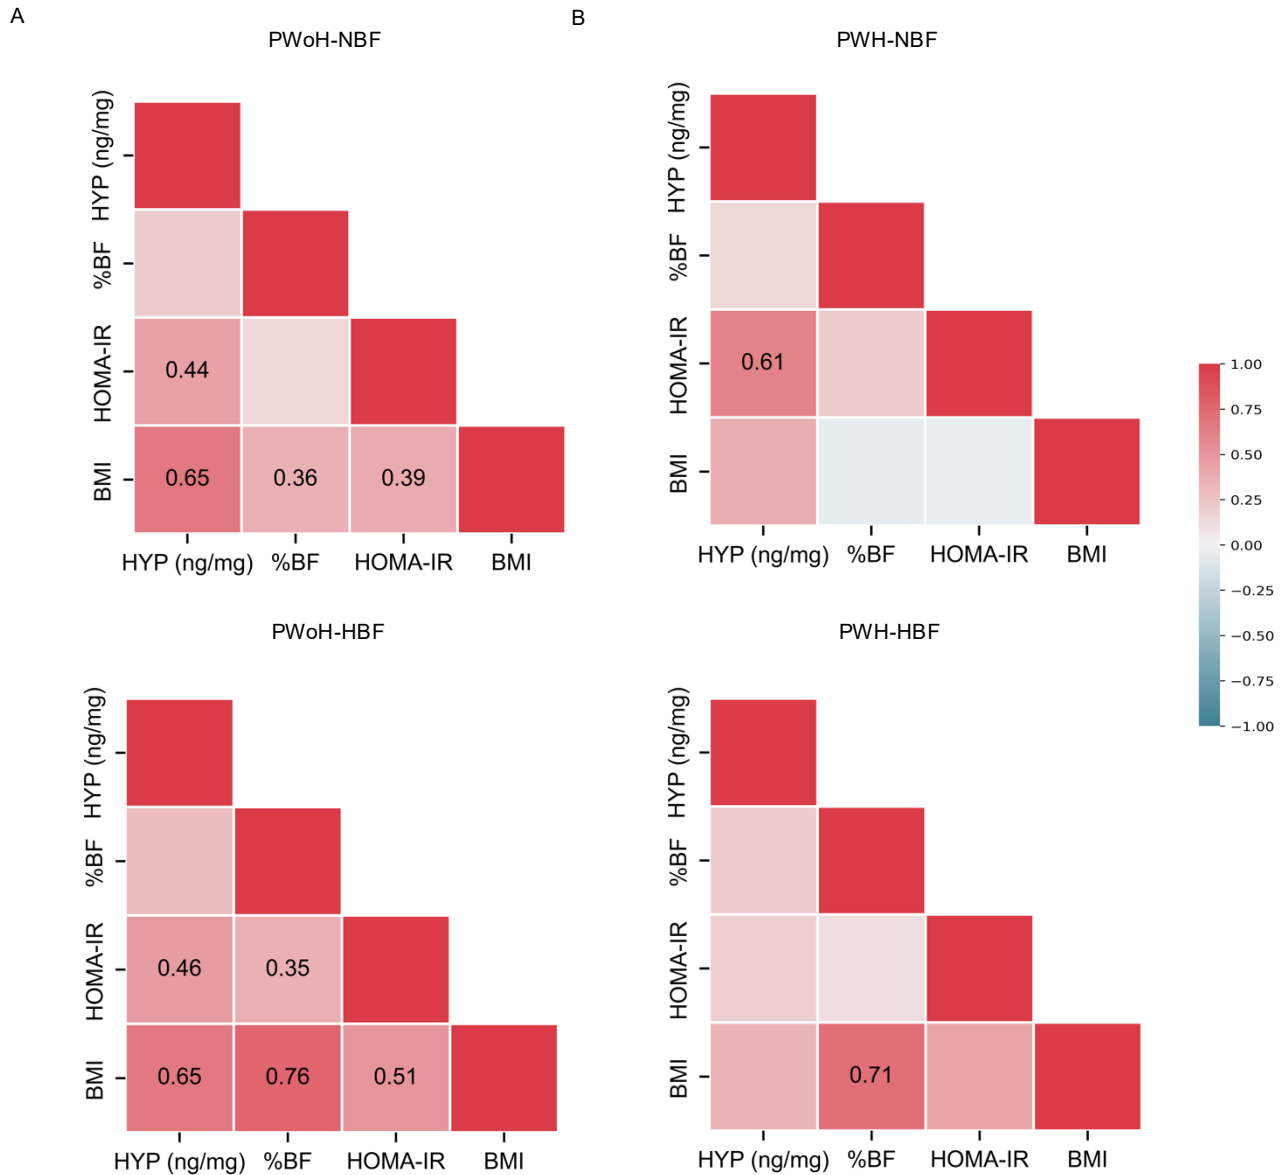 A
B
PWoH-NBF
PWH-NBF
HYP (ng/mg)
%BF
HOMA-IR
BMI
0.44
0.65 0.36 0.39
HYP (ng/mg) %BF HOMA-IR BMI
HYP (ng/mg)
%BF
HOMA-IR
BMI
0.61
HYP (ng/mg) %BF HOMA-IR BMI
1.00
0.75
0.50
0.25
0.00
−0.25
−0.50
−0.75
−1.00
PWoH-HBF
PWH-HBF
HYP (ng/mg)
%BF
HOMA-IR
BMI
0.46 0.35
0.65 0.76 0.51
HYP (ng/mg) %BF HOMA-IR BMI
HYP (ng/mg)
%BF
HOMA-IR
BMI
0.71
HYP (ng/mg) %BF HOMA-IR BMI